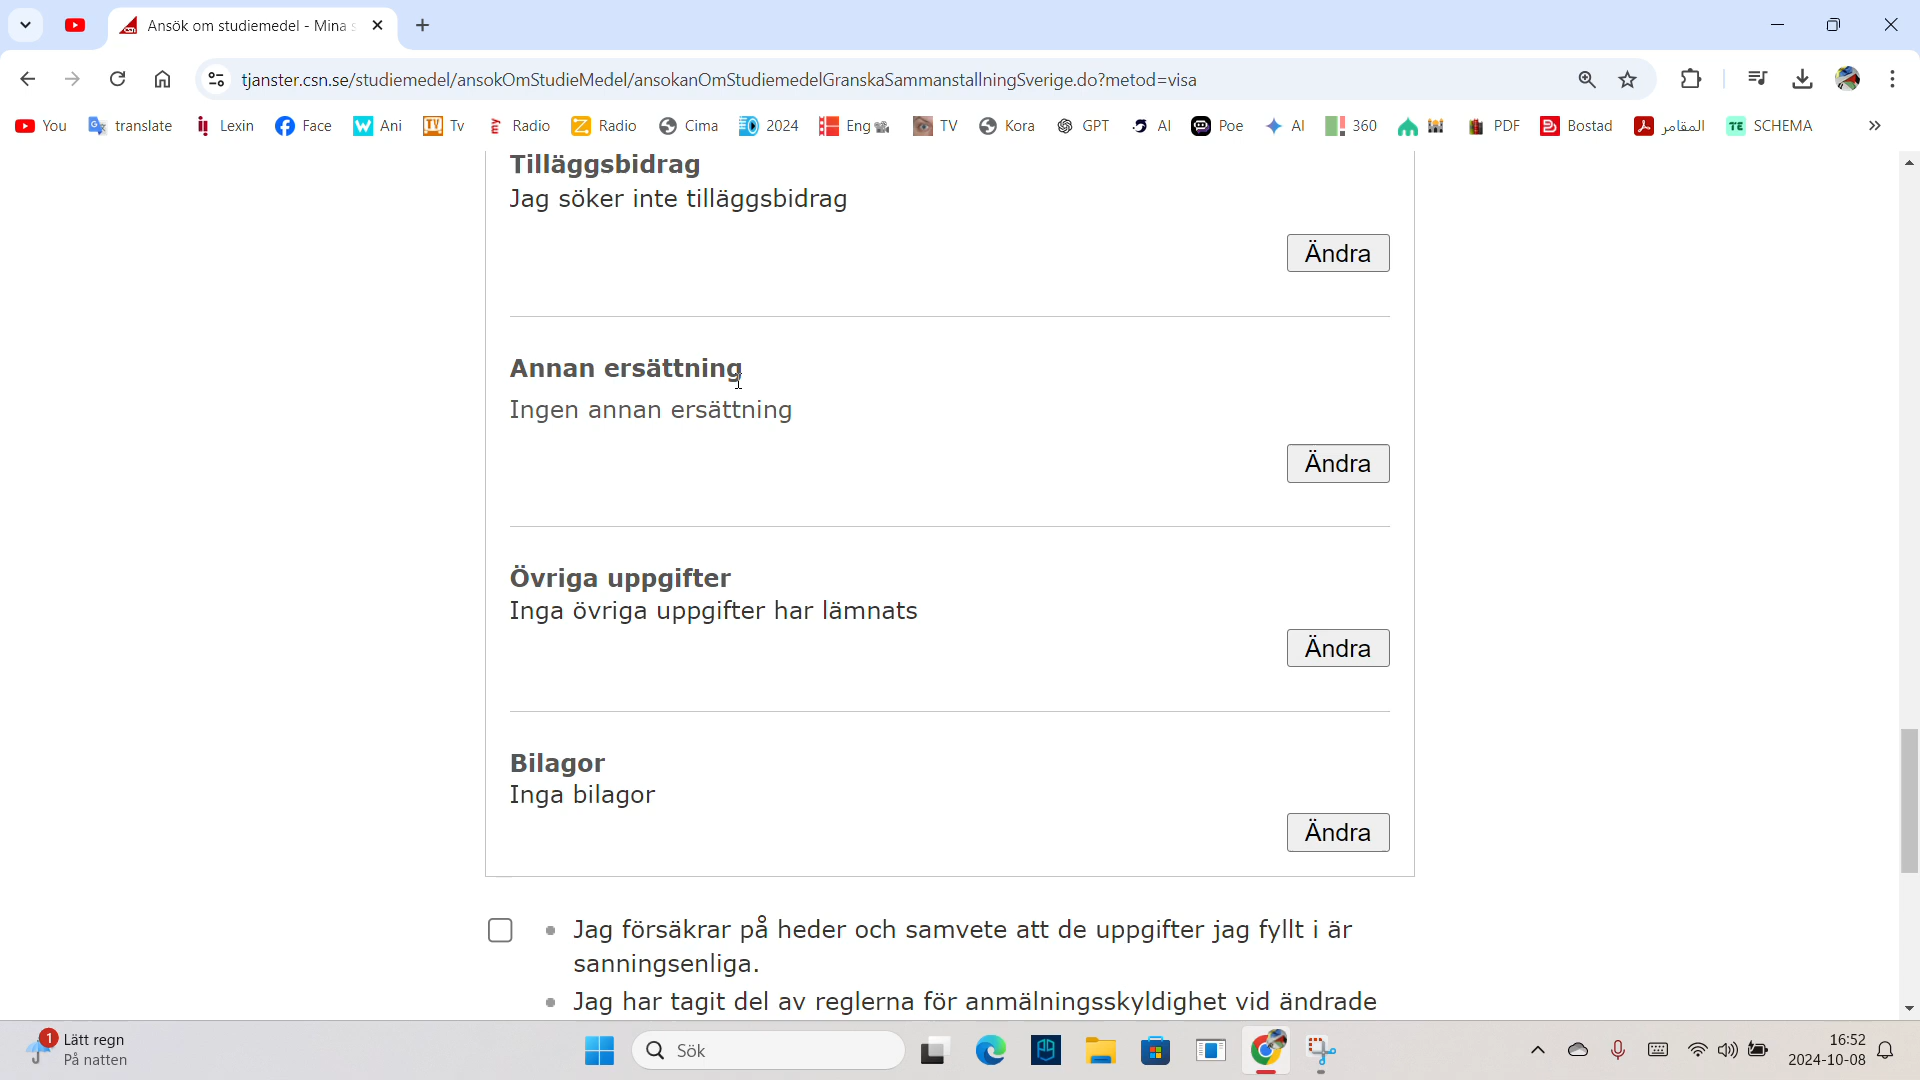 Ansök om studiemedel - Mina s
tjanster.csn.se/studiemedel/ansokOmStudieMedel/ansokanOmStudiemedelGranskaSammanstallningSverige.do?metod=visa
You translate Lexin Face Ani Tv Radio Radio Cima 2024 Eng TV Kora GPT AI Poe AI 360 PDF Bostad المقامر SCHEMA
Tilläggsbidrag
Jag söker inte tilläggsbidrag
Ändra
Annan ersättning
Ingen annan ersättning
Ändra
Övriga uppgifter
Inga övriga uppgifter har lämnats
Ändra
Bilagor
Inga bilagor
Ändra
Jag försäkrar på heder och samvete att de uppgifter jag fyllt i är
sanningsenliga.
Jag har tagit del av reglerna för anmälningsskyldighet vid ändrade
1
Lätt regn
På natten
Sök
16:52
2024-10-08